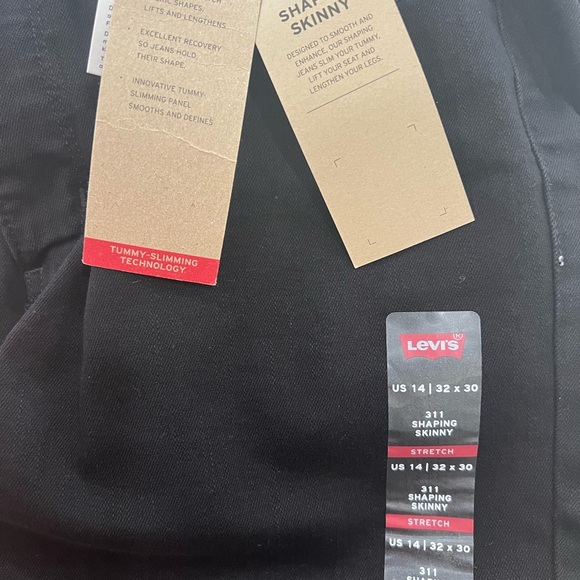 SHAPES.
LIFTS AND LENGTHENS
• EXCELLENT RECOVERY
SO JEANS HOLD
THEIR SHAPE.
• INNOVATIVE TUMMY-
SLIMMING PANEL
SMOOTHS AND DEFINES
TUMMY-SLIMMING
TECHNOLOGY
SKINNY
DESIGNED TO SMOOTH AND
ENHANCE, OUR SHAPING
JEANS SLIM YOUR TUMMY,
LIFT YOUR SEAT AND
LENGTHEN YOUR LEGS.
Levi's
US 14 | 32 x 30
311
SHAPING
SKINNY
STRETCH
US 14 | 32 x 30
311
SHAPING
SKINNY
STRETCH
US 14 | 32 x 30
311